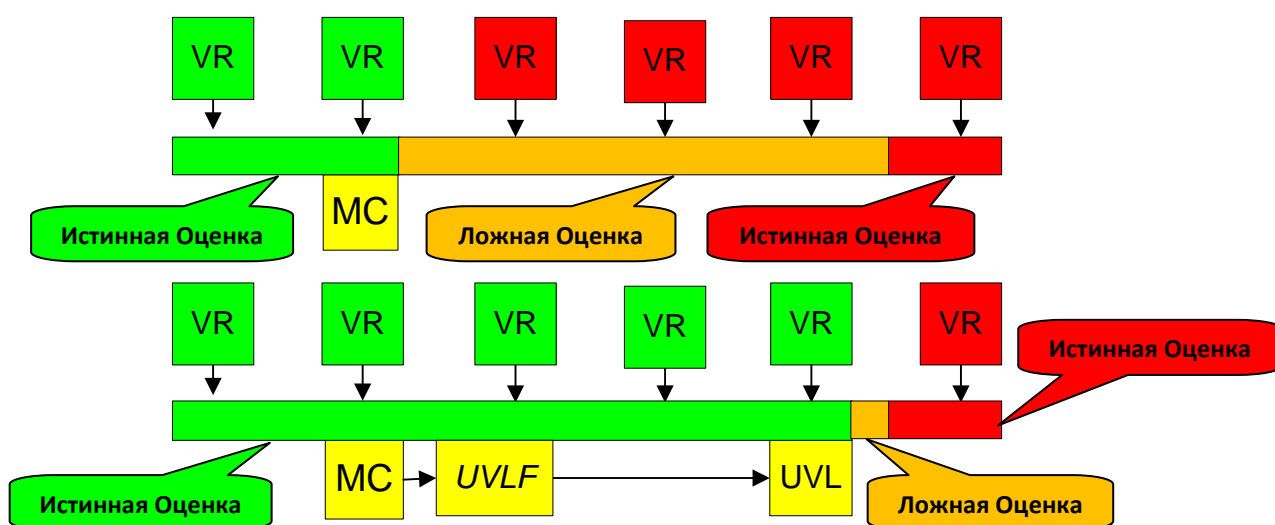 VR VR VR VR VR VR
MC
Истинная Оценка Ложная Оценка Истинная Оценка
VR VR VR VR VR VR
Истинная Оценка
MC UVLF UVL
Истинная Оценка Ложная Оценка